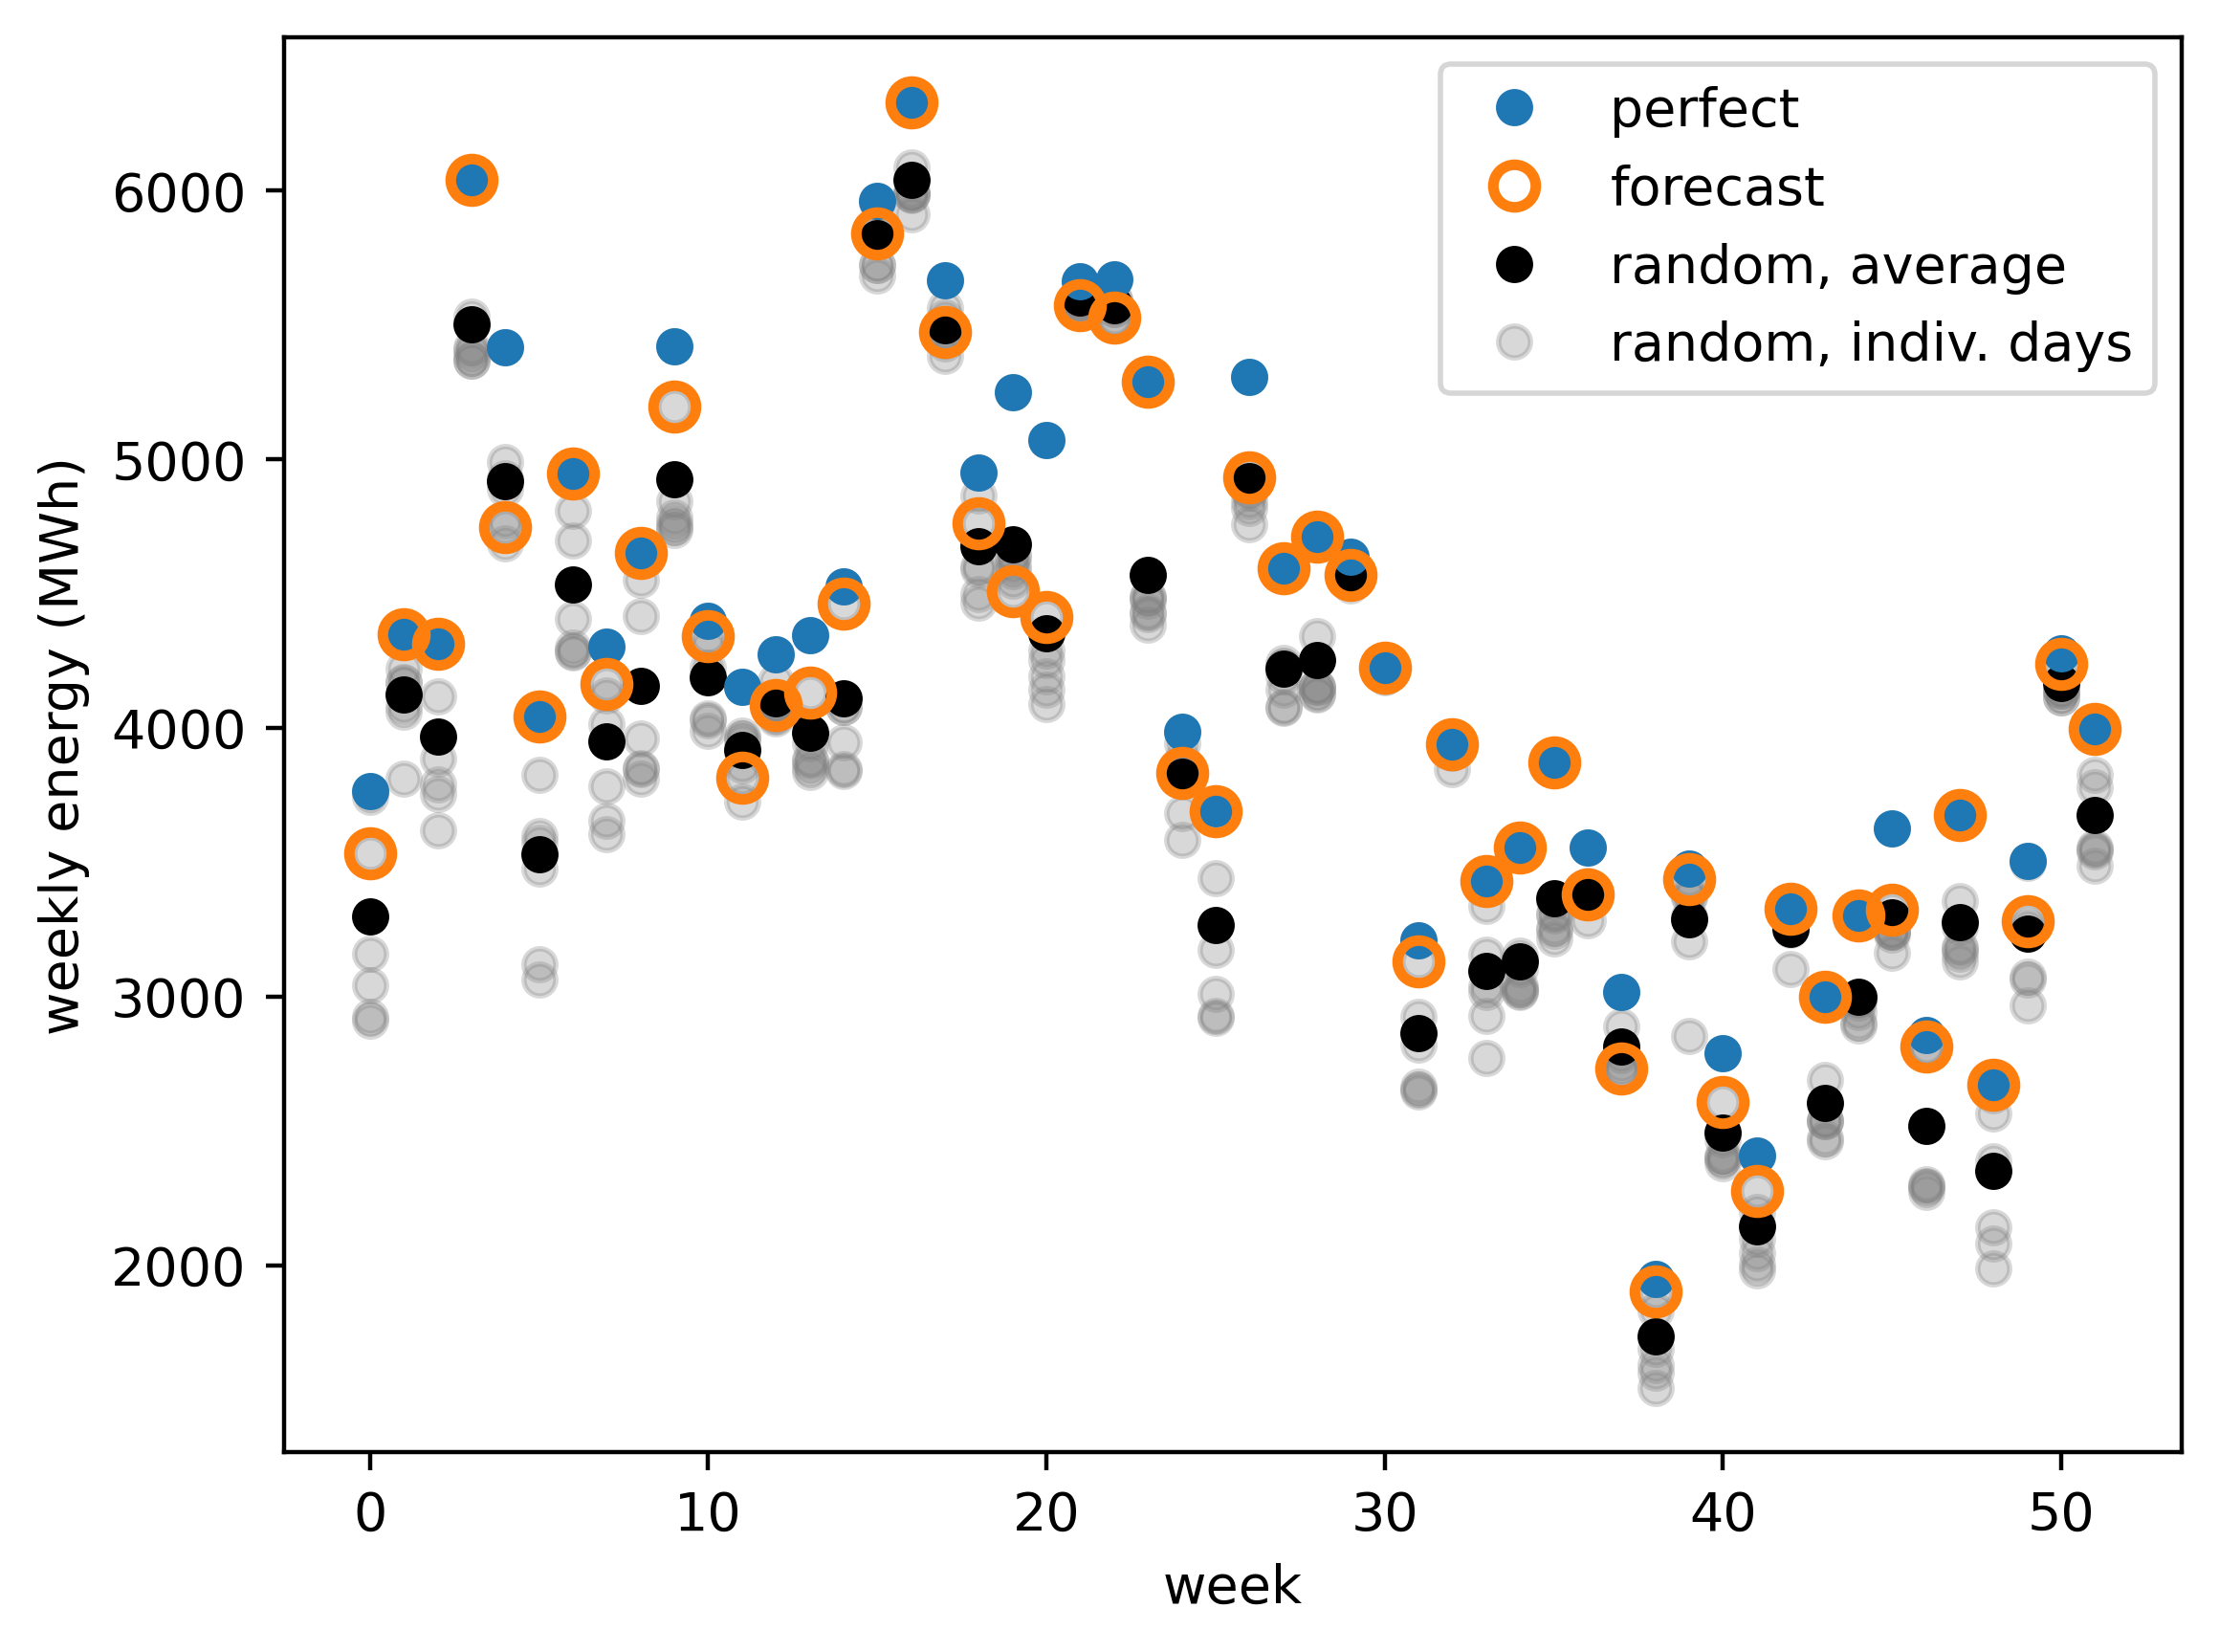 perfect
forecast
random, average
random, indiv. days
6000
5000
4000
3000
2000
weekly energy (MWh)
0 10 20 30 40 50
week